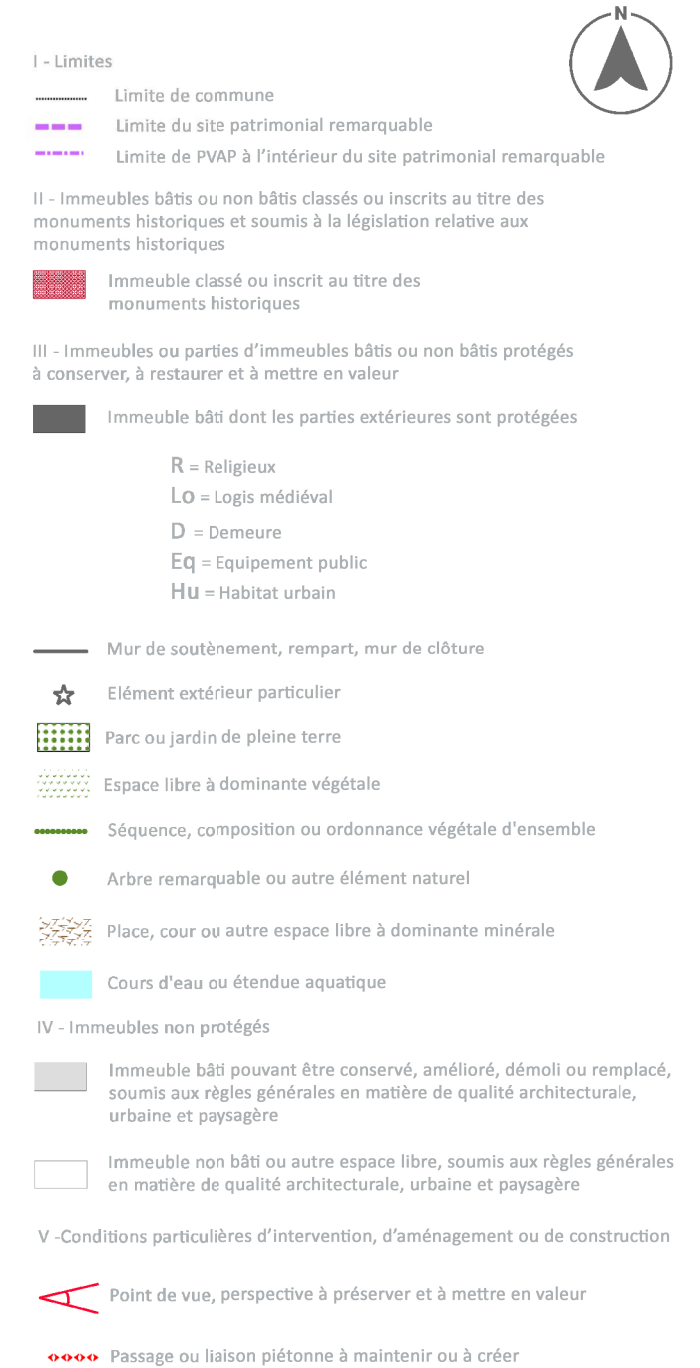 N
I - Limites
Limite de commune
Limite du site patrimonial remarquable
Limite de PVAP à l'intérieur du site patrimonial remarquable
II - Immeubles bâtis ou non bâtis classés ou inscrits au titre des
monuments historiques et soumis à la législation relative aux
monuments historiques
Immeuble classé ou inscrit au titre des
monuments historiques
III - Immeubles ou parties d'immeubles bâtis ou non bâtis protégés
à conserver, à restaurer et à mettre en valeur
Immeuble bâti dont les parties extérieures sont protégées
R = Religieux
Lo = Logis médiéval
D = Demeure
Eq = Equipement public
Hu = Habitat urbain
Mur de soutènement, rempart, mur de clôture
Elément extérieur particulier
Parc ou jardin de pleine terre
Espace libre à dominante végétale
Séquence, composition ou ordonnance végétale d'ensemble
Arbre remarquable ou autre élément naturel
Place, cour ou autre espace libre à dominante minérale
Cours d'eau ou étendue aquatique
IV - Immeubles non protégés
Immeuble bâti pouvant être conservé, amélioré, démoli ou remplacé,
soumis aux règles générales en matière de qualité architecturale,
urbaine et paysagère
Immeuble non bâti ou autre espace libre, soumis aux règles générales
en matière de qualité architecturale, urbaine et paysagère
V -Conditions particulières d'intervention, d'aménagement ou de construction
Point de vue, perspective à préserver et à mettre en valeur
Passage ou liaison piétonne à maintenir ou à créer